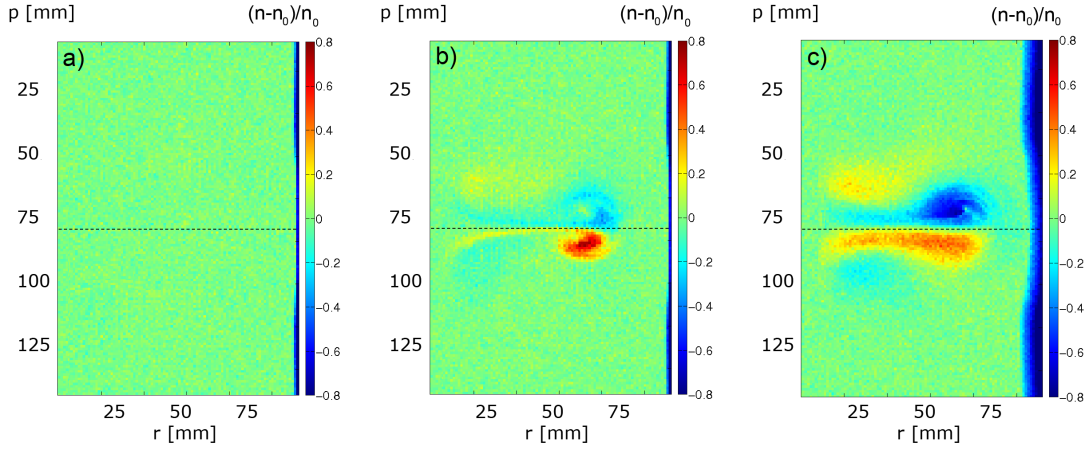 p [mm] (n-n₀)/n₀ p [mm] (n-n₀)/n₀ p [mm] (n-n₀)/n₀
a) 0.8 b) 0.8 c) 0.8
25 0.6 25 0.6 25 0.6
50 0.4 50 0.4 50 0.4
0.2 0.2 0.2
75 0 75 0 75 0
−0.2 −0.2 −0.2
100 −0.4 100 −0.4 100 −0.4
125 −0.6 125 −0.6 125 −0.6
−0.8 −0.8 −0.8
25 50 75 25 50 75 25 50 75
r [mm] r [mm] r [mm]